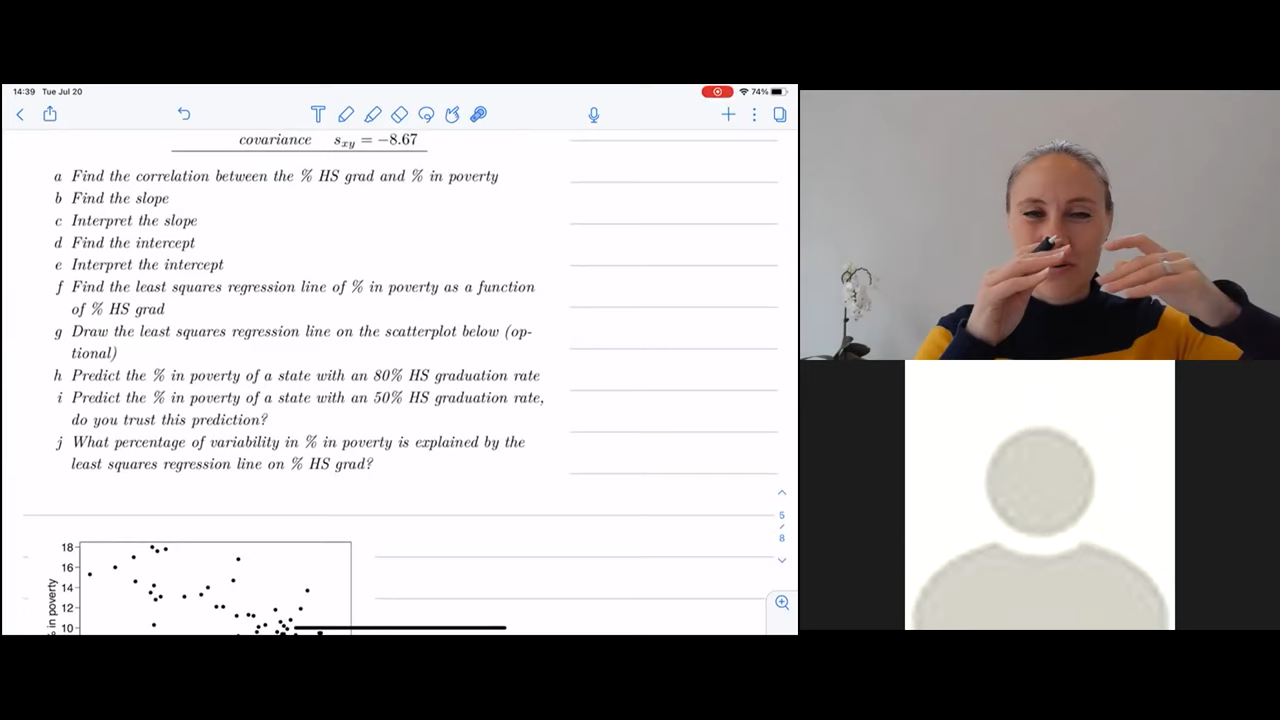 14:39 Tue Jul 20
74%
covariance s_xy = −8.67
a Find the correlation between the % HS grad and % in poverty
b Find the slope
c Interpret the slope
d Find the intercept
e Interpret the intercept
f Find the least squares regression line of % in poverty as a function
of % HS grad
g Draw the least squares regression line on the scatterplot below (op-
tional)
h Predict the % in poverty of a state with an 80% HS graduation rate
i Predict the % in poverty of a state with an 50% HS graduation rate,
do you trust this prediction?
j What percentage of variability in % in poverty is explained by the
least squares regression line on % HS grad?
5
/
8
18
16
14
12
10
in poverty